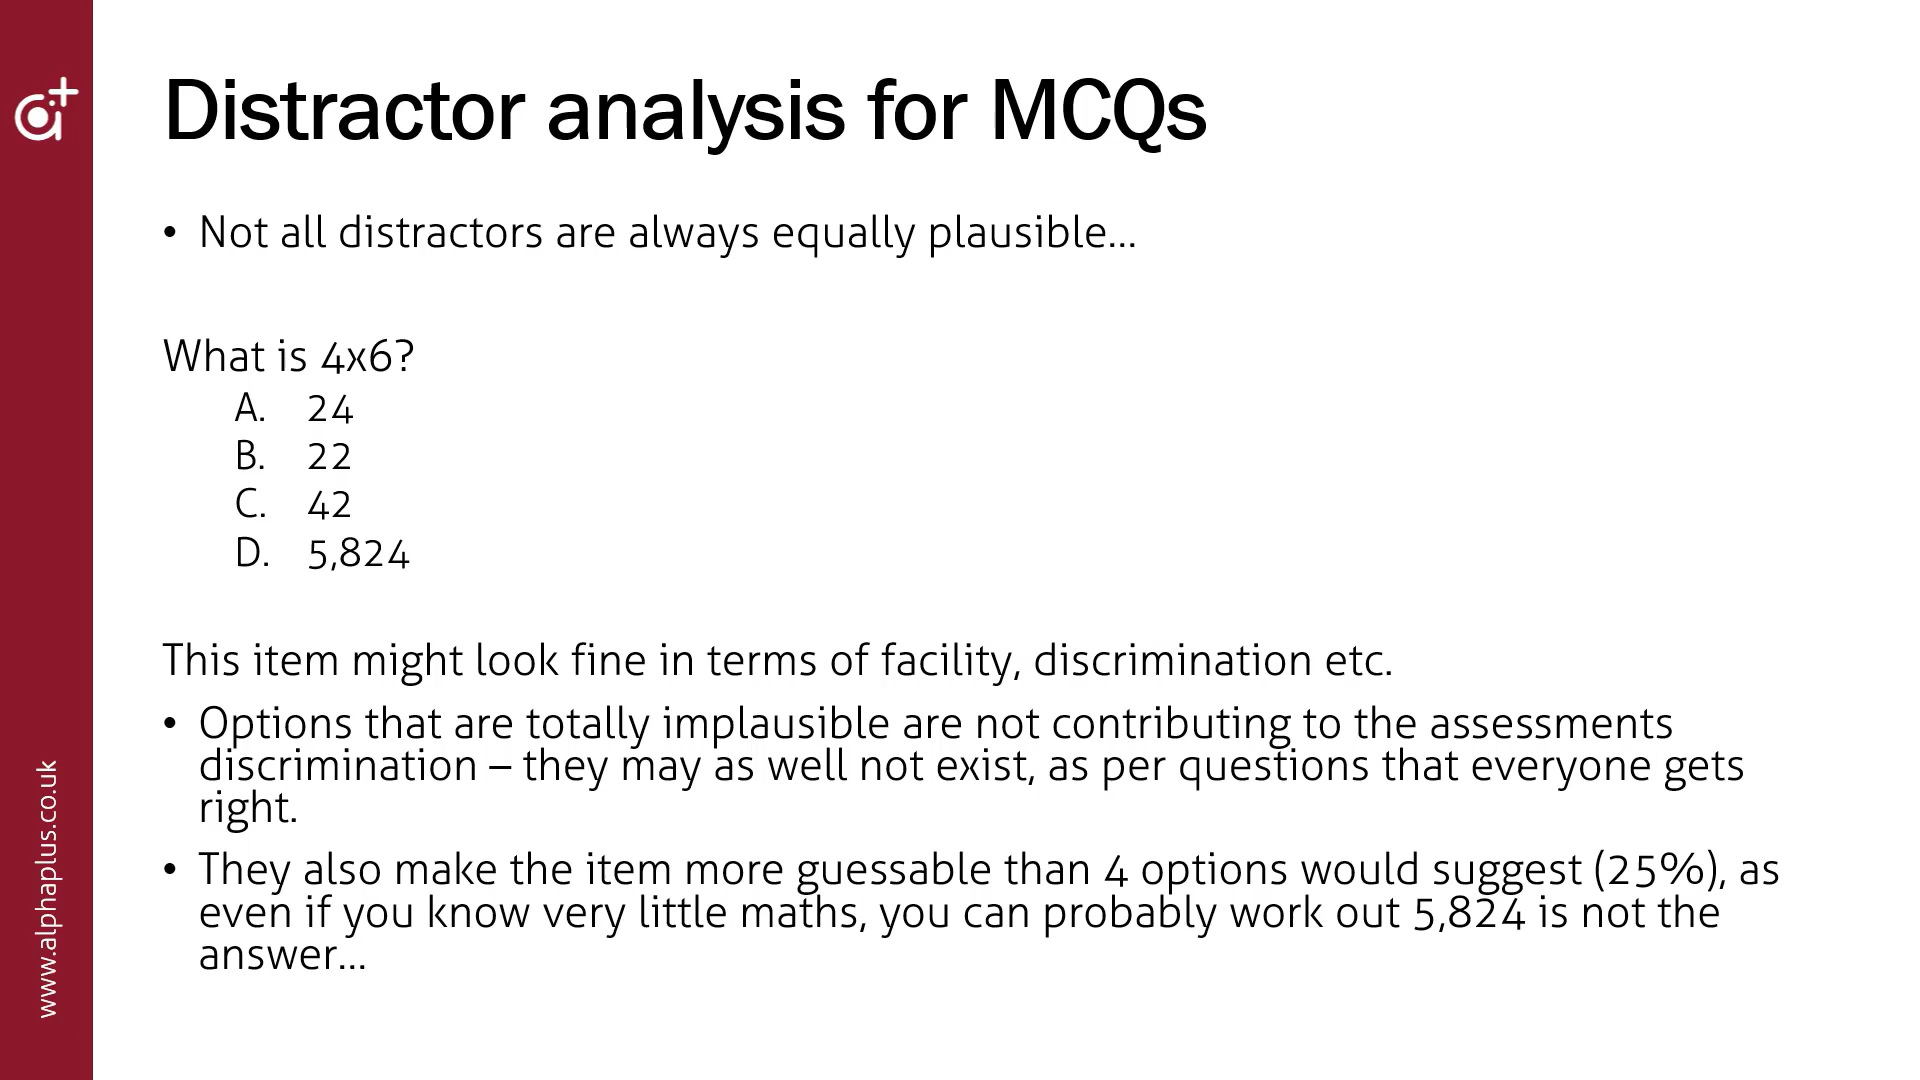 Distractor analysis for MCQs
• Not all distractors are always equally plausible...
What is 4x6?
A. 24
B. 22
C. 42
D. 5,824
This item might look fine in terms of facility, discrimination etc.
• Options that are totally implausible are not contributing to the assessments
discrimination – they may as well not exist, as per questions that everyone gets
right.
• They also make the item more guessable than 4 options would suggest (25%), as
even if you know very little maths, you can probably work out 5,824 is not the
answer...
www.alphaplus.co.uk